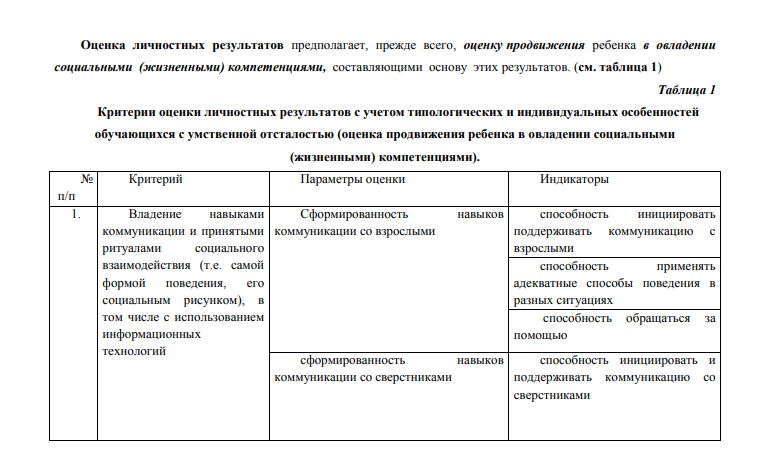 Оценка личностных результатов предполагает, прежде всего, оценку продвижения ребенка в овладении
социальными (жизненными) компетенциями, составляющими основу этих результатов. (см. таблица 1)
Таблица 1
Критерии оценки личностных результатов с учетом типологических и индивидуальных особенностей
обучающихся с умственной отсталостью (оценка продвижения ребенка в овладении социальными
(жизненными) компетенциями).
№
п/п
Критерий
Параметры оценки
Индикаторы
1.
Владение навыками
коммуникации и принятыми
ритуалами социального
взаимодействия (т.е. самой
формой поведения, его
социальным рисунком), в
том числе с использованием
информационных
технологий
Сформированность навыков
коммуникации со взрослыми
способность инициировать
поддерживать коммуникацию с
взрослыми
способность применять
адекватные способы поведения в
разных ситуациях
способность обращаться за
помощью
сформированность навыков
коммуникации со сверстниками
способность инициировать и
поддерживать коммуникацию со
сверстниками